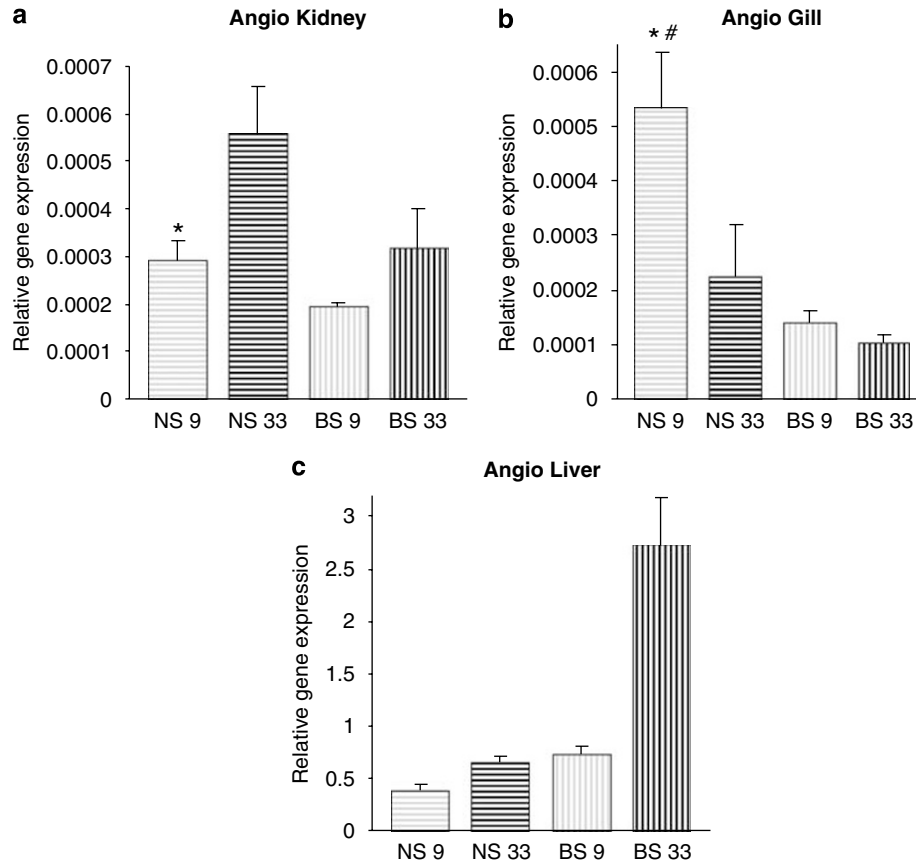 a
Angio Kidney
Relative gene expression
0.0007
0.0006
0.0005
0.0004
0.0003
0.0002
0.0001
0
*
NS 9 NS 33 BS 9 BS 33
b
Angio Gill
Relative gene expression
0.0006
0.0005
0.0004
0.0003
0.0002
0.0001
0
* #
NS 9 NS 33 BS 9 BS 33
c
Angio Liver
Relative gene expression
3
2.5
2
1.5
1
0.5
0
NS 9 NS 33 BS 9 BS 33